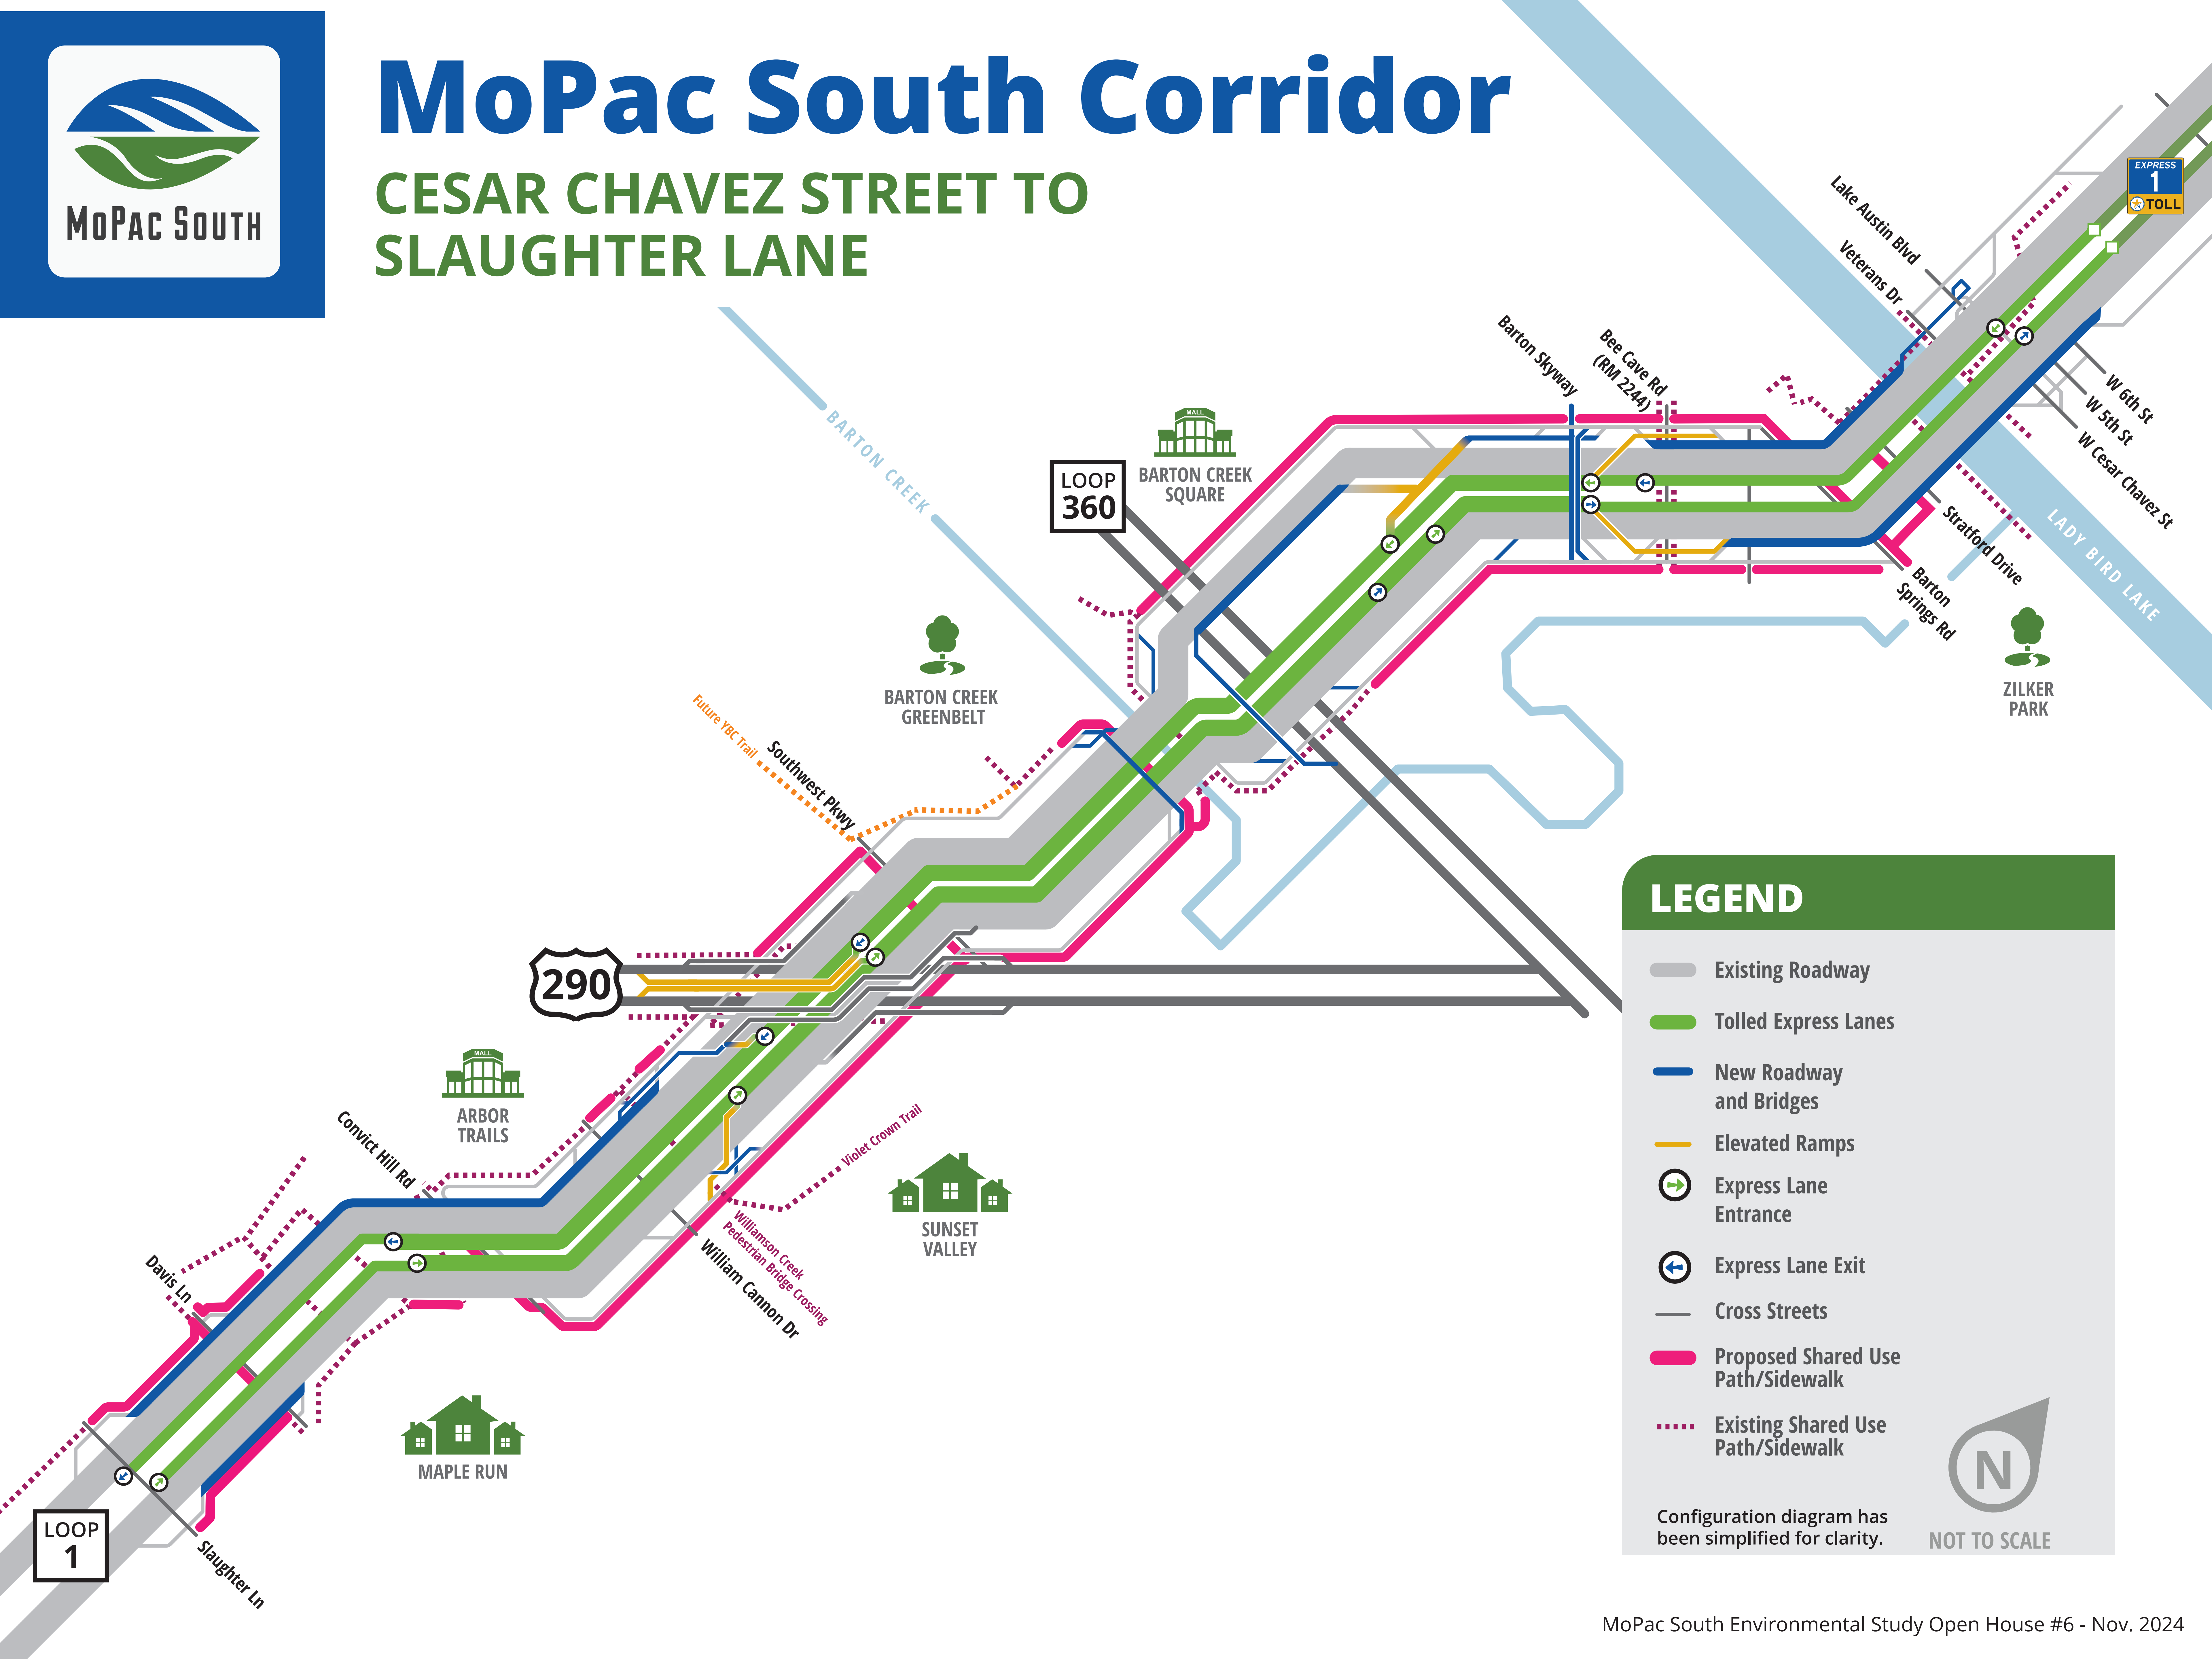 MoPac South
MoPac South Corridor
CESAR CHAVEZ STREET TO
SLAUGHTER LANE
EXPRESS
1
TOLL
Lake Austin Blvd
Veterans Dr
W 6th St
W 5th St
W Cesar Chavez St
LADY BIRD LAKE
Stratford Drive
Barton
Springs Rd
ZILKER
PARK
Barton Skyway
Bee Cave Rd
(RM 2244)
MALL
BARTON CREEK
SQUARE
LOOP
360
BARTON CREEK
BARTON CREEK
GREENBELT
Future YBC Trail
Southwest Pkwy
290
MALL
ARBOR
TRAILS
Convict Hill Rd
Violet Crown Trail
SUNSET
VALLEY
Williamson Creek
Pedestrian Bridge Crossing
William Cannon Dr
Davis Ln
MAPLE RUN
LOOP
1
Slaughter Ln
LEGEND
Existing Roadway
Tolled Express Lanes
New Roadway
and Bridges
Elevated Ramps
Express Lane
Entrance
Express Lane Exit
Cross Streets
Proposed Shared Use
Path/Sidewalk
Existing Shared Use
Path/Sidewalk
N
Configuration diagram has
been simplified for clarity.
NOT TO SCALE
MoPac South Environmental Study Open House #6 - Nov. 2024